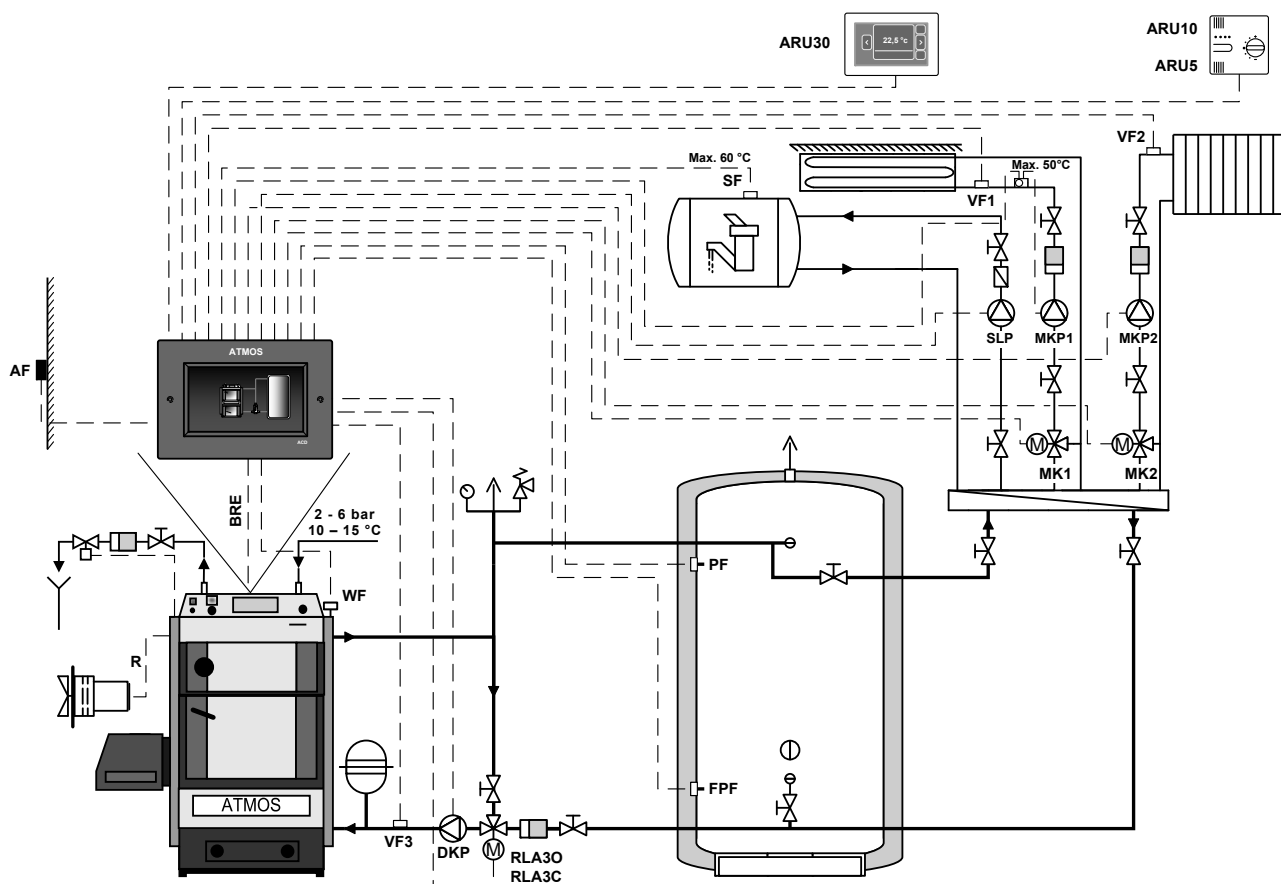 ARU30
22,5 °c
ARU10
ARU5
VF2
Max. 60 °C
SF
Max. 50°C
VF1
SLP
MKP1
MKP2
ATMOS
ACD
AF
M
M
MK1
MK2
BRE
2 - 6 bar
10 – 15 °C
WF
PF
R
FPF
ATMOS
VF3
DKP
M
RLA3O
RLA3C